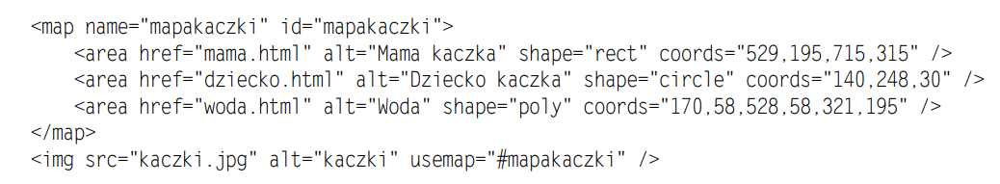 <map name="mapakaczki" id="mapakaczki">
<area href="mama.html" alt="Mama kaczka" shape="rect" coords="529,195,715,315" />
<area href="dziecko.html" alt="Dziecko kaczka" shape="circle" coords="140,248,30" />
<area href="woda.html" alt="Woda" shape="poly" coords="170,58,528,58,321,195" />
</map>
<img src="kaczki.jpg" alt="kaczki" usemap="#mapakaczki" />